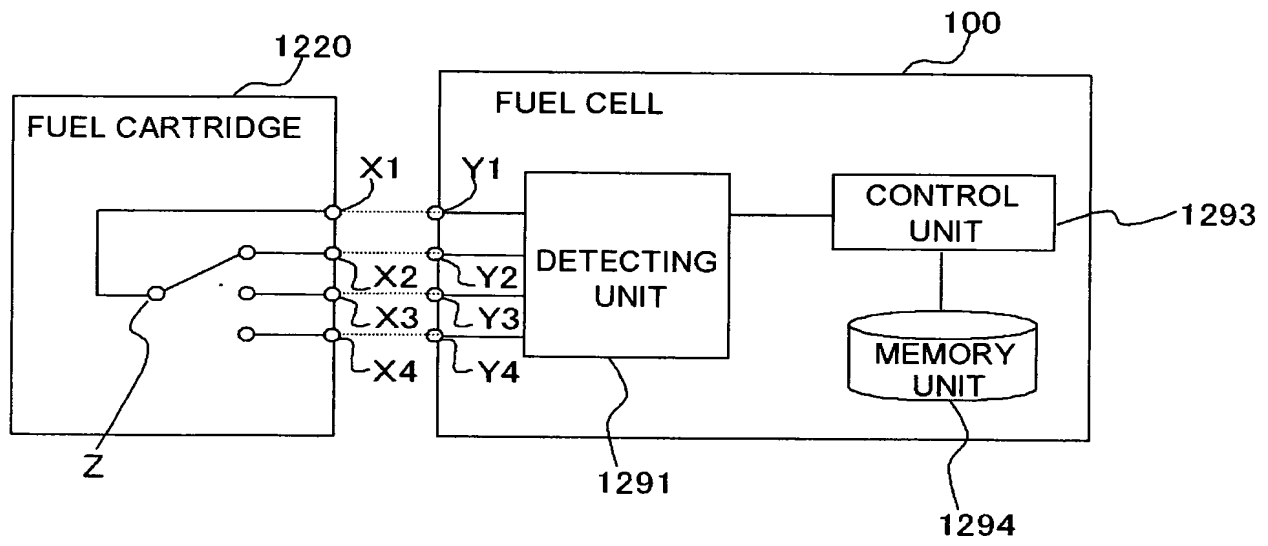 1220
100
FUEL CARTRIDGE
FUEL CELL
X1
Y1
X2
Y2
X3
Y3
X4
Y4
Z
DETECTING
UNIT
CONTROL
UNIT
1293
MEMORY
UNIT
1291
1294